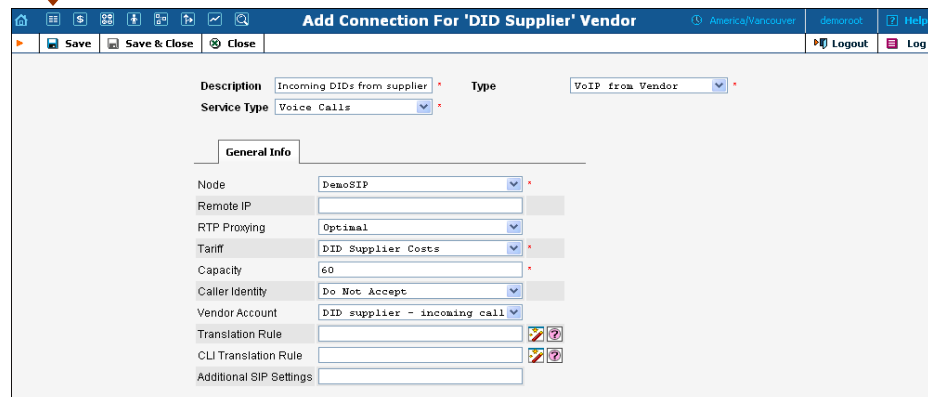 Add Connection For 'DID Supplier' Vendor America/Vancouver demoroot ? Help
Save Save & Close Close Logout Log
Description Incoming DIDs from supplier * Type VoIP from Vendor *
Service Type Voice Calls *
General Info
Node DemoSIP *
Remote IP
RTP Proxying Optimal
Tariff DID Supplier Costs *
Capacity 60 *
Caller Identity Do Not Accept
Vendor Account DID supplier - incoming call
Translation Rule ?
CLI Translation Rule ?
Additional SIP Settings